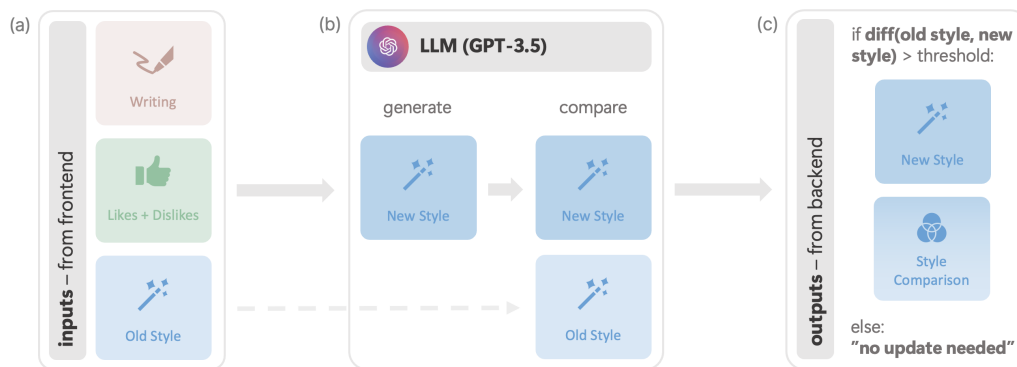 (a)
inputs – from frontend
Writing
Likes + Dislikes
Old Style
(b)
LLM (GPT-3.5)
generate
compare
New Style
New Style
Old Style
(c)
outputs – from backend
if diff(old style, new
style) > threshold:
New Style
Style
Comparison
else:
”no update needed”